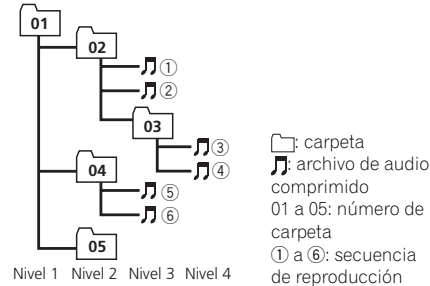 01
02
①
②
03
③
④
04
⑤
⑥
05
Nivel 1 Nivel 2 Nivel 3 Nivel 4
: carpeta
: archivo de audio
comprimido
01 a 05: número de
carpeta
① a ⑥: secuencia
de reproducción